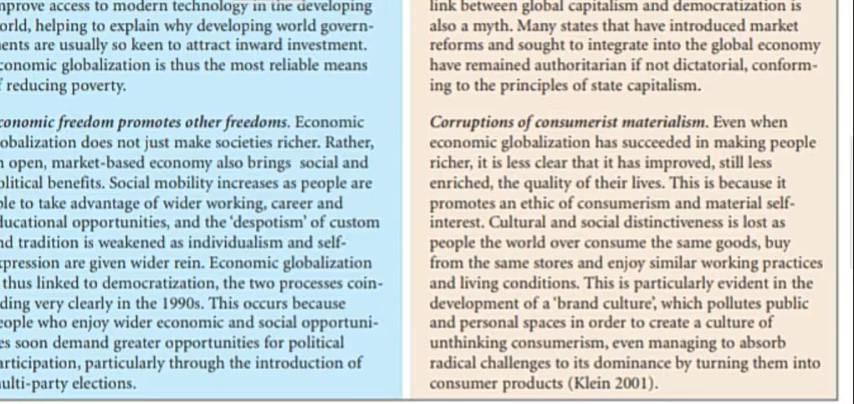 mprove access to modern technology in the developing
orld, helping to explain why developing world govern-
ents are usually so keen to attract inward investment.
conomic globalization is thus the most reliable means
f reducing poverty.
conomic freedom promotes other freedoms. Economic
obalization does not just make societies richer. Rather,
n open, market-based economy also brings social and
olitical benefits. Social mobility increases as people are
ble to take advantage of wider working, career and
ducational opportunities, and the ‘despotism’ of custom
nd tradition is weakened as individualism and self-
xpression are given wider rein. Economic globalization
thus linked to democratization, the two processes coin-
ding very clearly in the 1990s. This occurs because
eople who enjoy wider economic and social opportuni-
es soon demand greater opportunities for political
articipation, particularly through the introduction of
ulti-party elections.
link between global capitalism and democratization is
also a myth. Many states that have introduced market
reforms and sought to integrate into the global economy
have remained authoritarian if not dictatorial, conform-
ing to the principles of state capitalism.
Corruptions of consumerist materialism. Even when
economic globalization has succeeded in making people
richer, it is less clear that it has improved, still less
enriched, the quality of their lives. This is because it
promotes an ethic of consumerism and material self-
interest. Cultural and social distinctiveness is lost as
people the world over consume the same goods, buy
from the same stores and enjoy similar working practices
and living conditions. This is particularly evident in the
development of a ‘brand culture’, which pollutes public
and personal spaces in order to create a culture of
unthinking consumerism, even managing to absorb
radical challenges to its dominance by turning them into
consumer products (Klein 2001).